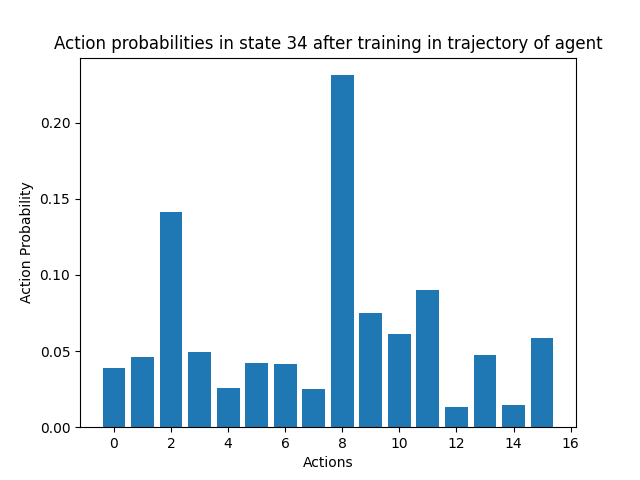 Action probabilities in state 34 after training in trajectory of agent
Action Probability
0.20
0.15
0.10
0.05
0.00
0 2 4 6 8 10 12 14 16
Actions